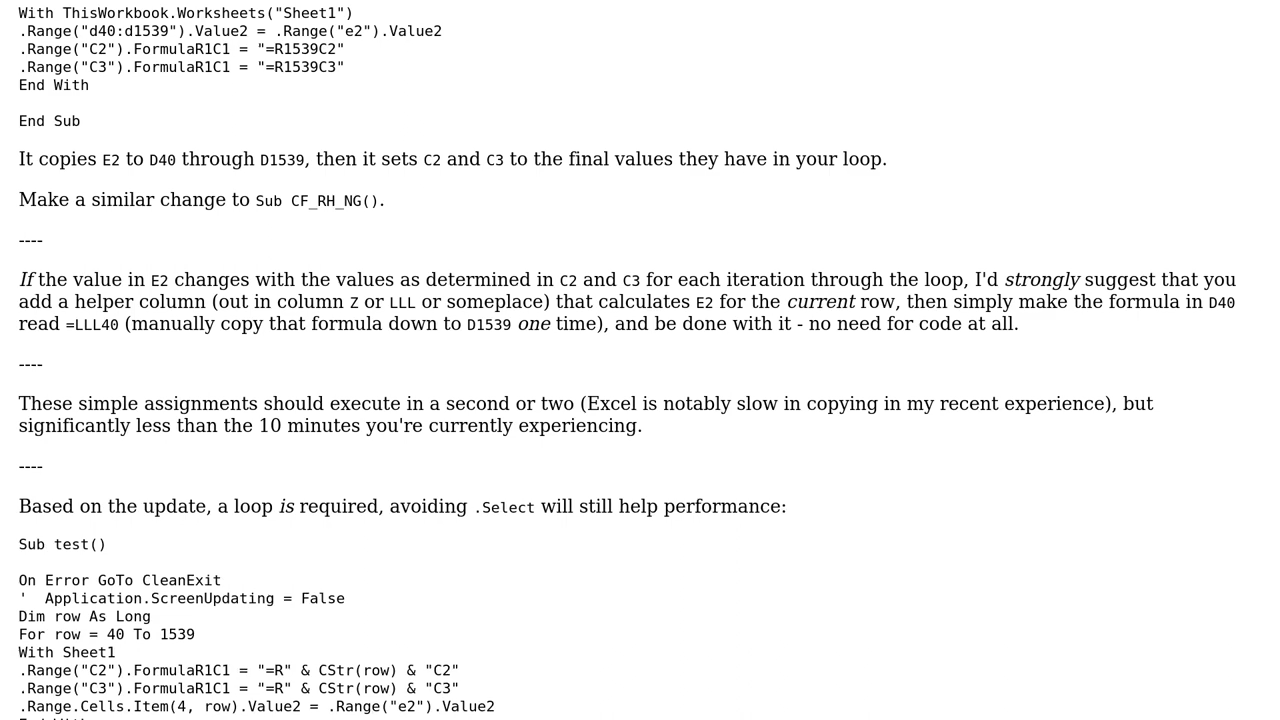 With ThisWorkbook.Worksheets("Sheet1")
.Range("d40:d1539").Value2 = .Range("e2").Value2
.Range("C2").FormulaR1C1 = "=R1539C2"
.Range("C3").FormulaR1C1 = "=R1539C3"
End With
End Sub
It copies E2 to D40 through D1539, then it sets C2 and C3 to the final values they have in your loop.
Make a similar change to Sub CF_RH_NG().
----
If the value in E2 changes with the values as determined in C2 and C3 for each iteration through the loop, I'd strongly suggest that you
add a helper column (out in column Z or LLL or someplace) that calculates E2 for the current row, then simply make the formula in D40
read =LLL40 (manually copy that formula down to D1539 one time), and be done with it - no need for code at all.
----
These simple assignments should execute in a second or two (Excel is notably slow in copying in my recent experience), but
significantly less than the 10 minutes you're currently experiencing.
----
Based on the update, a loop is required, avoiding .Select will still help performance:
Sub test()
On Error GoTo CleanExit
'  Application.ScreenUpdating = False
Dim row As Long
For row = 40 To 1539
With Sheet1
.Range("C2").FormulaR1C1 = "=R" & CStr(row) & "C2"
.Range("C3").FormulaR1C1 = "=R" & CStr(row) & "C3"
.Range.Cells.Item(4, row).Value2 = .Range("e2").Value2
End With